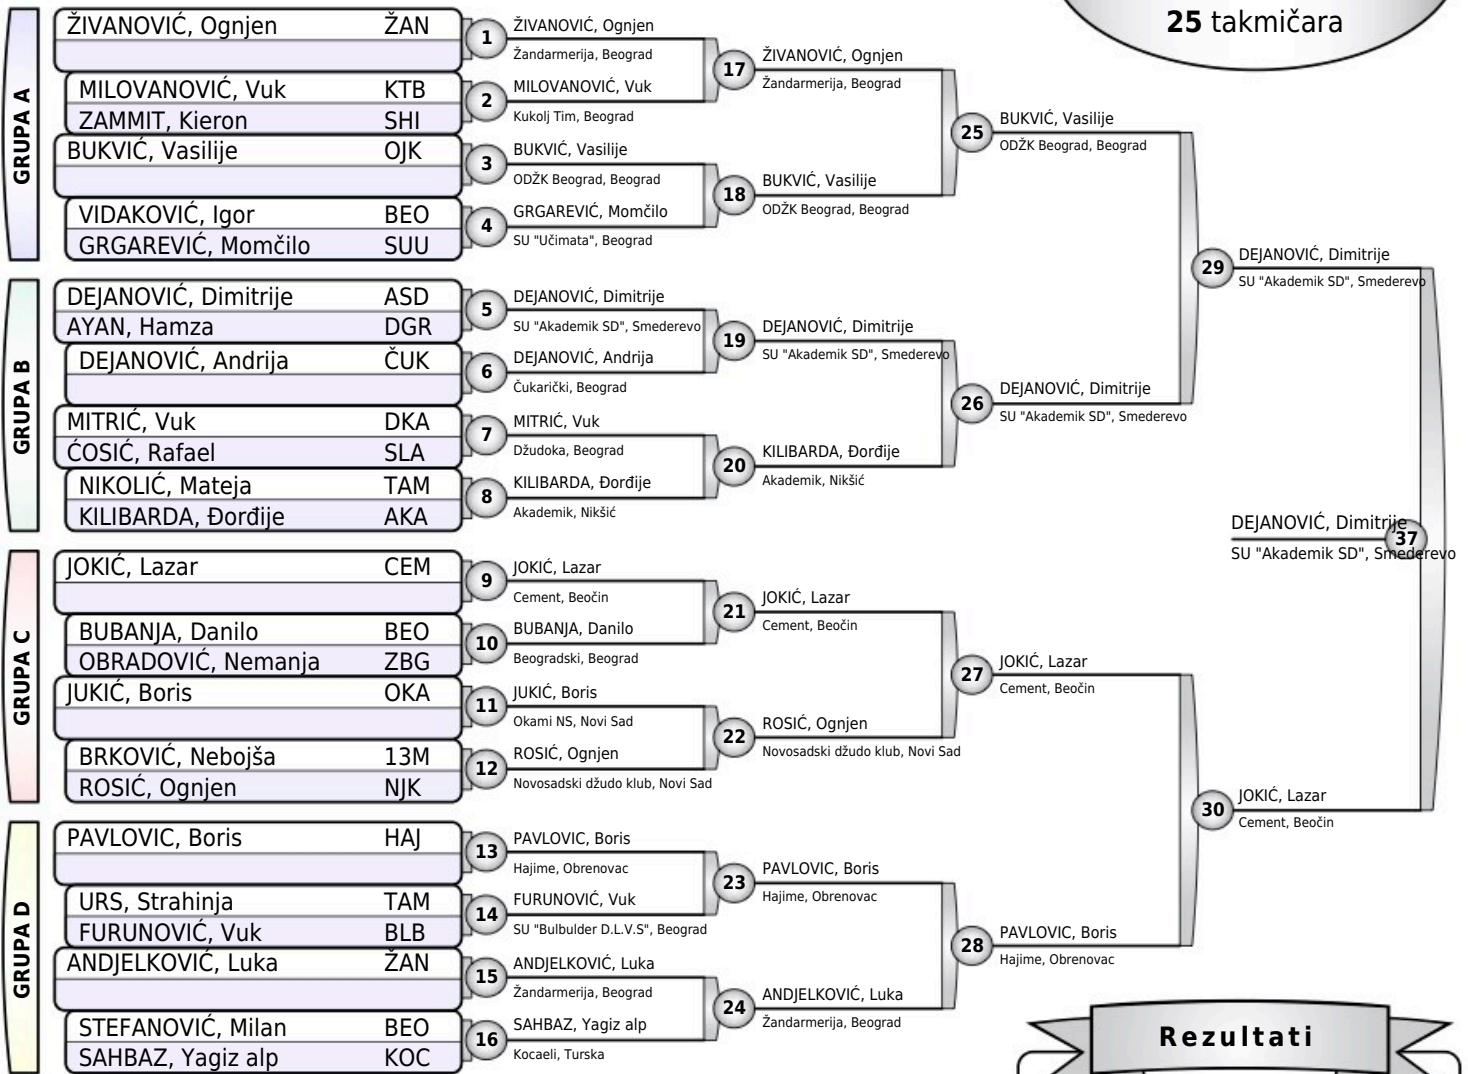 25 takmičara
GRUPA A
ŽIVANOVIĆ, Ognjen ŽAN
MILOVANOVIĆ, Vuk KTB
ZAMMIT, Kieron SHI
BUKVIĆ, Vasilije OJK
VIDAKOVIĆ, Igor BEO
GRGAREVIĆ, Momčilo SUU
GRUPA B
DEJANOVIĆ, Dimitrije ASD
AYAN, Hamza DGR
DEJANOVIĆ, Andrija ČUK
MITRIĆ, Vuk DKA
ĆOSIĆ, Rafael SLA
NIKOLIĆ, Mateja TAM
KILIBARDA, Đorđije AKA
GRUPA C
JOKIĆ, Lazar CEM
BUBANJA, Danilo BEO
OBRADOVIĆ, Nemanja ZBG
JUKIĆ, Boris OKA
BRKOVIĆ, Nebojša 13M
ROSIĆ, Ognjen NJK
GRUPA D
PAVLOVIC, Boris HAJ
URS, Strahinja TAM
FURUNOVIĆ, Vuk BLB
ANDJELKOVIĆ, Luka ŽAN
STEFANOVIĆ, Milan BEO
SAHBAZ, Yagiz alp KOC
1 ŽIVANOVIĆ, Ognjen
Žandarmerija, Beograd
2 MILOVANOVIĆ, Vuk
Kukolj Tim, Beograd
3 BUKVIĆ, Vasilije
ODŽK Beograd, Beograd
4 GRGAREVIĆ, Momčilo
SU "Učimata", Beograd
5 DEJANOVIĆ, Dimitrije
SU "Akademik SD", Smederevo
6 DEJANOVIĆ, Andrija
Čukarički, Beograd
7 MITRIĆ, Vuk
Džudoka, Beograd
8 KILIBARDA, Đorđije
Akademik, Nikšić
9 JOKIĆ, Lazar
Cement, Beočin
10 BUBANJA, Danilo
Beogradski, Beograd
11 JUKIĆ, Boris
Okami NS, Novi Sad
12 ROSIĆ, Ognjen
Novosadski džudo klub, Novi Sad
13 PAVLOVIC, Boris
Hajime, Obrenovac
14 FURUNOVIĆ, Vuk
SU "Bulbulder D.L.V.S", Beograd
15 ANDJELKOVIĆ, Luka
Žandarmerija, Beograd
16 SAHBAZ, Yagiz alp
Kocaeli, Turska
17 ŽIVANOVIĆ, Ognjen
Žandarmerija, Beograd
18 BUKVIĆ, Vasilije
ODŽK Beograd, Beograd
19 DEJANOVIĆ, Dimitrije
SU "Akademik SD", Smederevo
20 KILIBARDA, Đorđije
Akademik, Nikšić
21 JOKIĆ, Lazar
Cement, Beočin
22 ROSIĆ, Ognjen
Novosadski džudo klub, Novi Sad
23 PAVLOVIC, Boris
Hajime, Obrenovac
24 ANDJELKOVIĆ, Luka
Žandarmerija, Beograd
25 BUKVIĆ, Vasilije
ODŽK Beograd, Beograd
26 DEJANOVIĆ, Dimitrije
SU "Akademik SD", Smederevo
27 JOKIĆ, Lazar
Cement, Beočin
28 PAVLOVIC, Boris
Hajime, Obrenovac
29 DEJANOVIĆ, Dimitrije
SU "Akademik SD", Smederevo
30 JOKIĆ, Lazar
Cement, Beočin
DEJANOVIĆ, Dimitrije
37
SU "Akademik SD", Smederevo
Rezultati